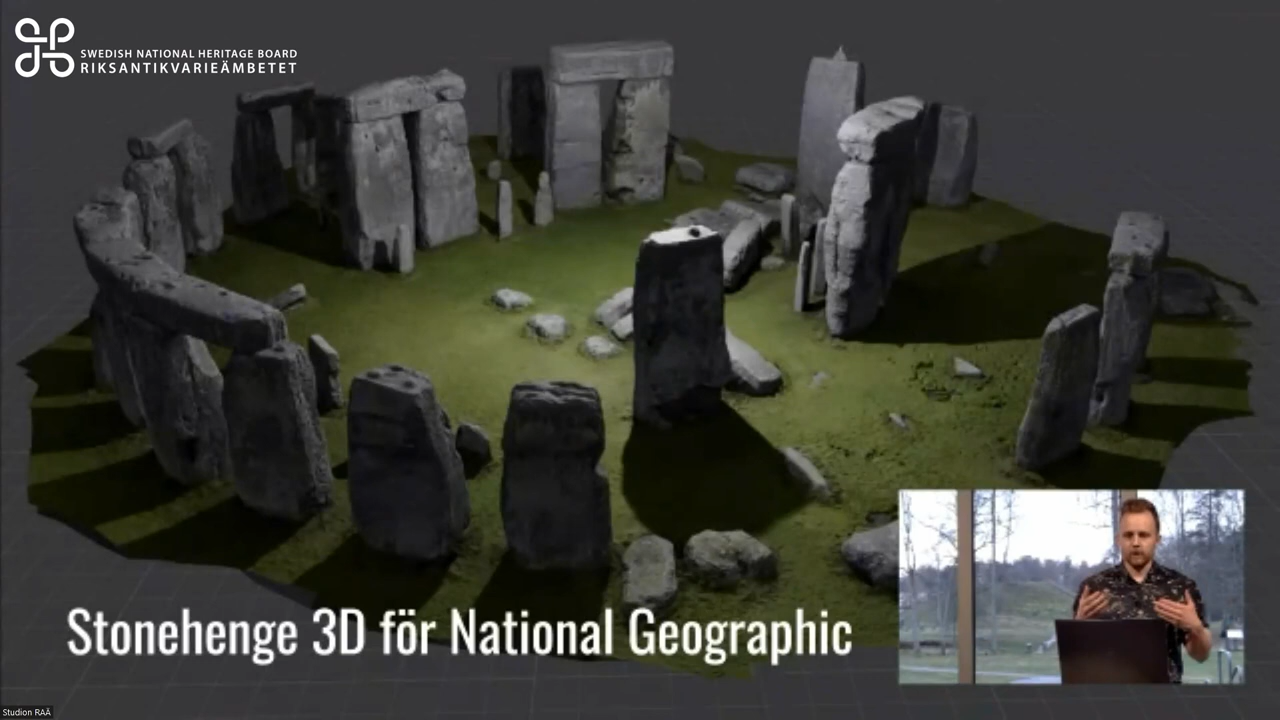 SWEDISH NATIONAL HERITAGE BOARD
RIKSANTIKVARIEÄMBETET
Stonehenge 3D för National Geographic
Studion RAÄ